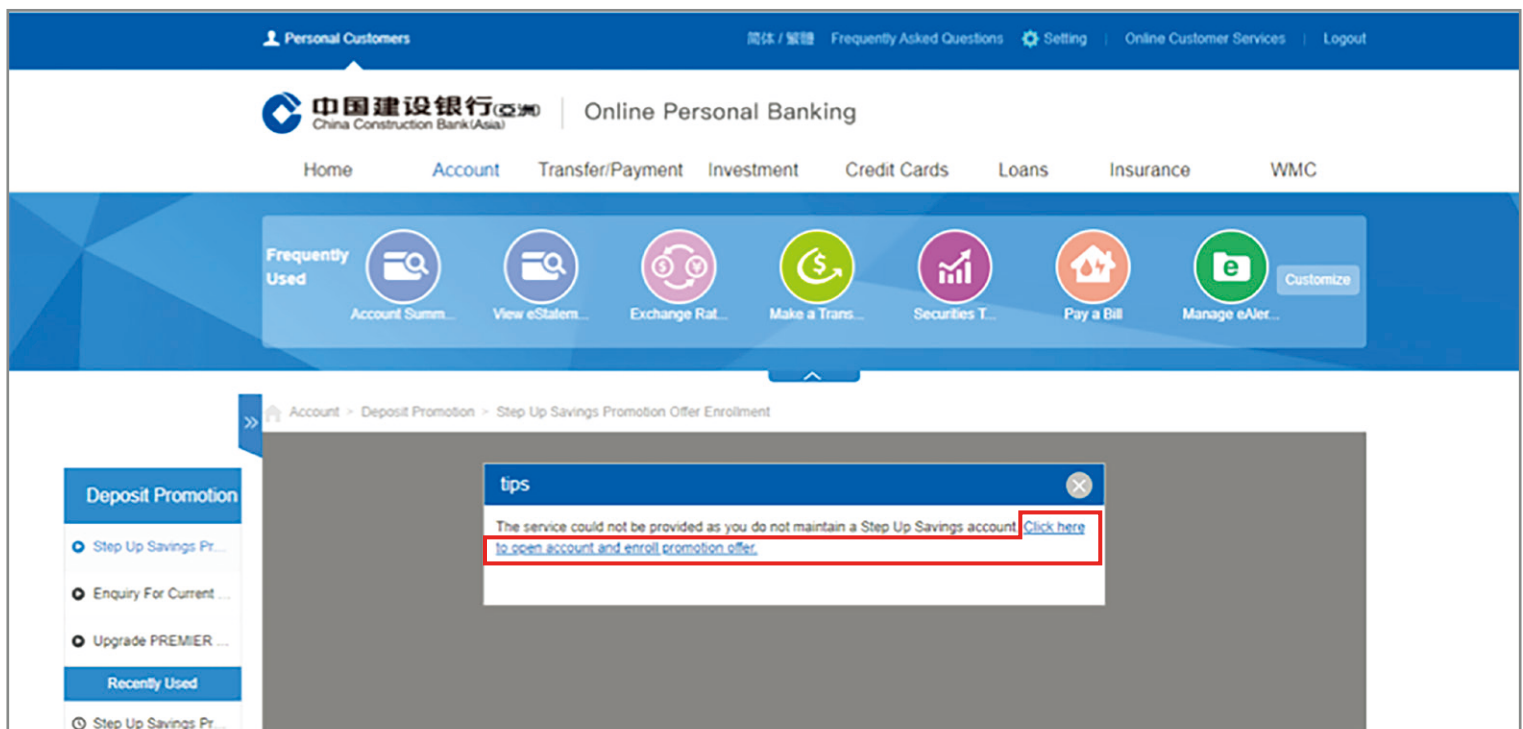 Personal Customers
简体 / 繁體 Frequently Asked Questions Setting | Online Customer Services | Logout
中国建设银行(亞洲)
China Construction Bank(Asia)
Online Personal Banking
Home Account Transfer/Payment Investment Credit Cards Loans Insurance WMC
Frequently
Used
Account Summ... View eStatem... Exchange Rat... Make a Trans... Securities T... Pay a Bill Manage eAler...
Customize
Account > Deposit Promotion > Step Up Savings Promotion Offer Enrollment
tips
The service could not be provided as you do not maintain a Step Up Savings account. Click here
to open account and enroll promotion offer.
Deposit Promotion
Step Up Savings Pr...
Enquiry For Current ...
Upgrade PREMIER ...
Recently Used
Step Up Savings Pr...